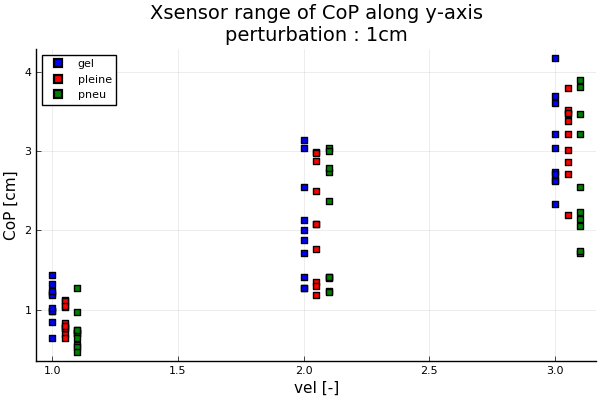 Xsensor range of CoP along y-axis
perturbation : 1cm
gel
pleine
pneu
CoP [cm]
4
3
2
1
1.0 1.5 2.0 2.5 3.0
vel [-]